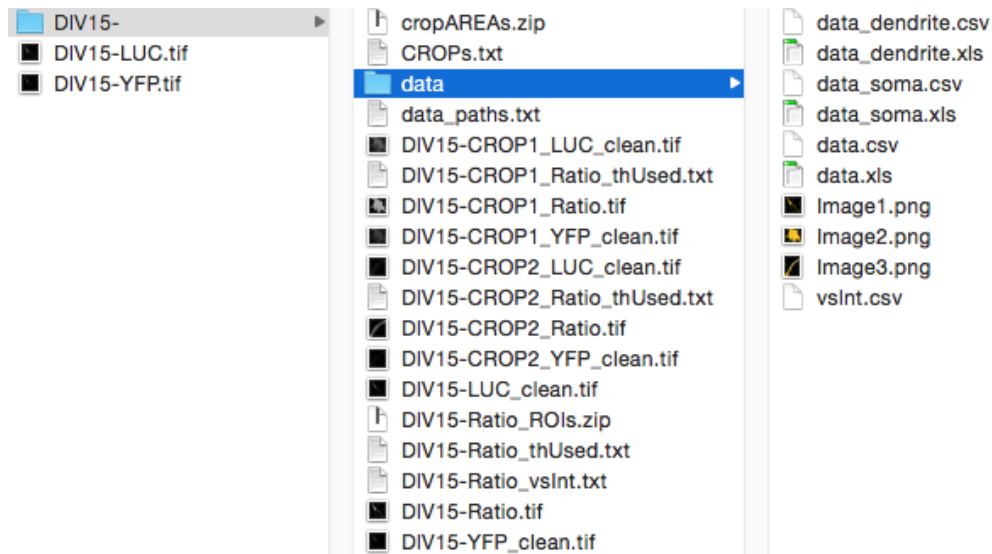 DIV15-
DIV15-LUC.tif
DIV15-YFP.tif
cropAREAs.zip
CROPs.txt
data
data_paths.txt
DIV15-CROP1_LUC_clean.tif
DIV15-CROP1_Ratio_thUsed.txt
DIV15-CROP1_Ratio.tif
DIV15-CROP1_YFP_clean.tif
DIV15-CROP2_LUC_clean.tif
DIV15-CROP2_Ratio_thUsed.txt
DIV15-CROP2_Ratio.tif
DIV15-CROP2_YFP_clean.tif
DIV15-LUC_clean.tif
DIV15-Ratio_ROIs.zip
DIV15-Ratio_thUsed.txt
DIV15-Ratio_vsInt.txt
DIV15-Ratio.tif
DIV15-YFP_clean.tif
data_dendrite.csv
data_dendrite.xls
data_soma.csv
data_soma.xls
data.csv
data.xls
Image1.png
Image2.png
Image3.png
vsInt.csv